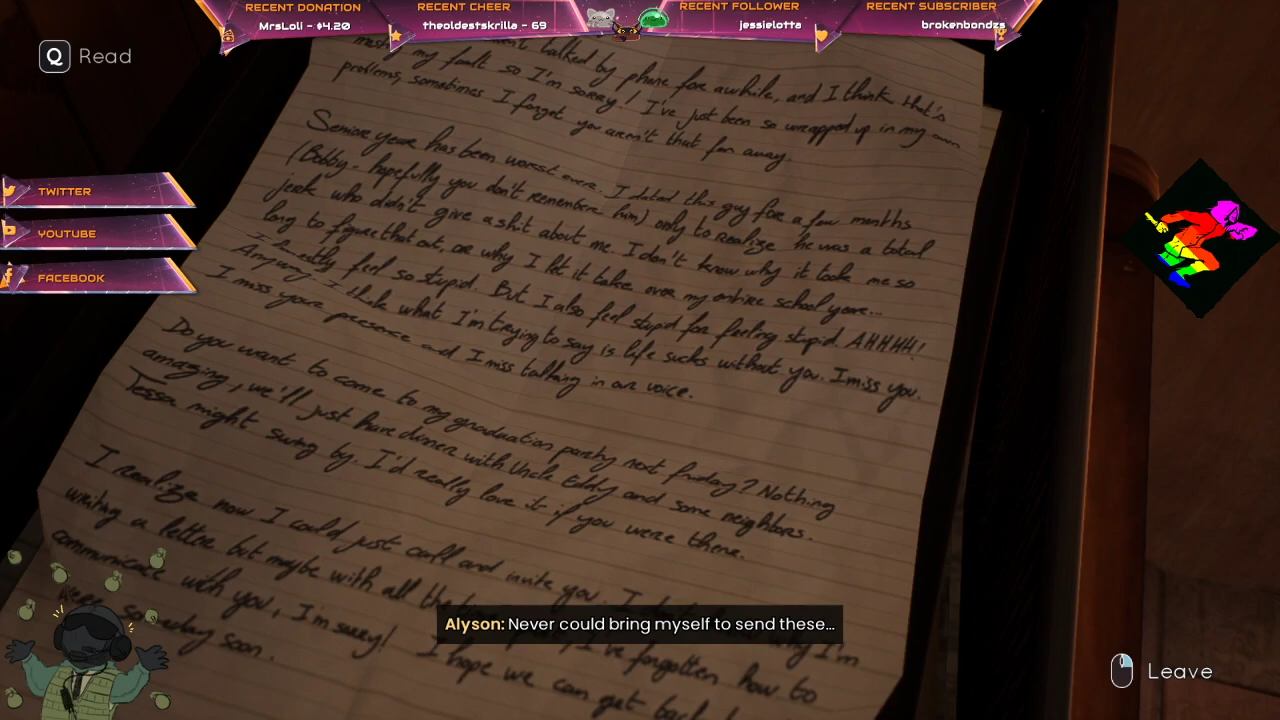 RECENT DONATION
MrsLoli - $4.20
RECENT CHEER
theoldestskrilla - 69
RECENT FOLLOWER
jessielotta
RECENT SUBSCRIBER
brokenbondzs
Q Read
TWITTER
YOUTUBE
FACEBOOK
talked by phone for awhile, and I think that's
my fault so I'm sorry! I've just been so wrapped up in my own
problems, sometimes I forget you aren't that far away.
Senior year has been worst ever. I dated this guy for a few months
(Bobby - hopefully you don't remember him) only to realize he was a total
jerk who didn't give a shit about me. I don't know why it took me so
long to figure that out, or why I let it take over my entire school year...
I honestly feel so stupid. But I also feel stupid for feeling stupid. AHHHH!
Anyway I think what I'm trying to say is life sucks without you. I miss you.
I miss your presence and I miss talking in our voice.
Do you want to come to my graduation party next friday? Nothing
amazing, we'll just have dinner with Uncle Eddy and some neighbors.
Tessa might swing by. I'd really love it if you were there.
I realize now I could just call and invite you. I why I'm
writing a letter but maybe with all the I've forgotten how to
communicate with you, I'm sorry! I hope we can get back
someday soon.
Alyson: Never could bring myself to send these...
Leave